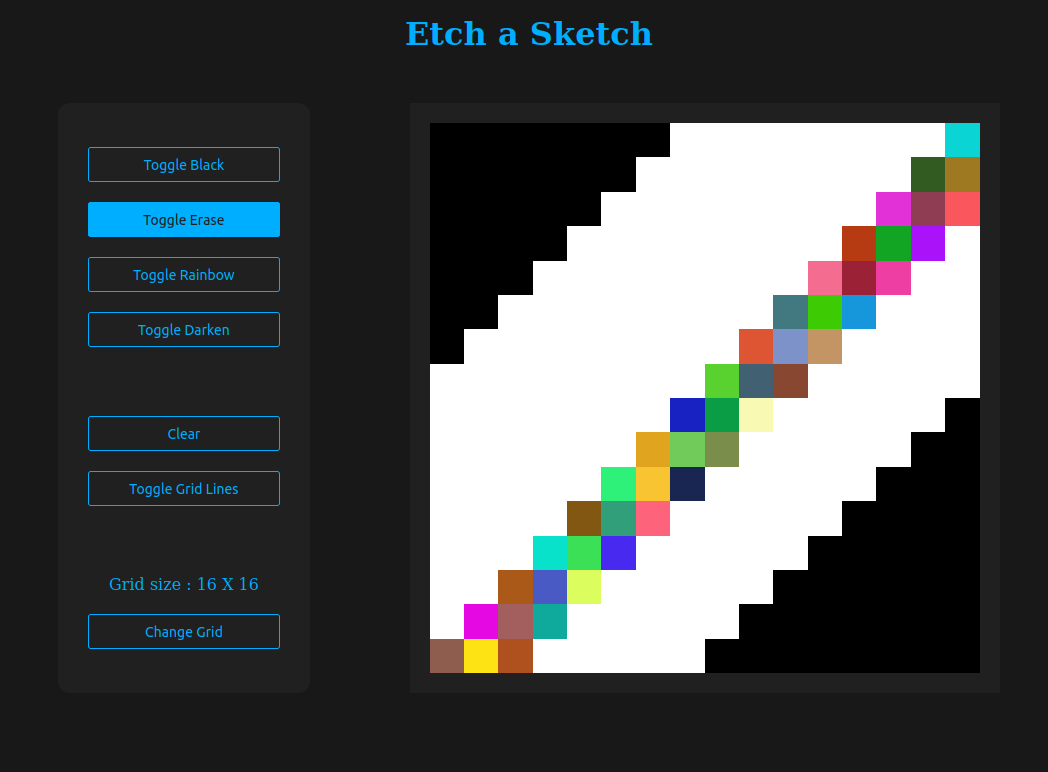 Etch a Sketch
Toggle Black
Toggle Erase
Toggle Rainbow
Toggle Darken
Clear
Toggle Grid Lines
Grid size : 16 X 16
Change Grid